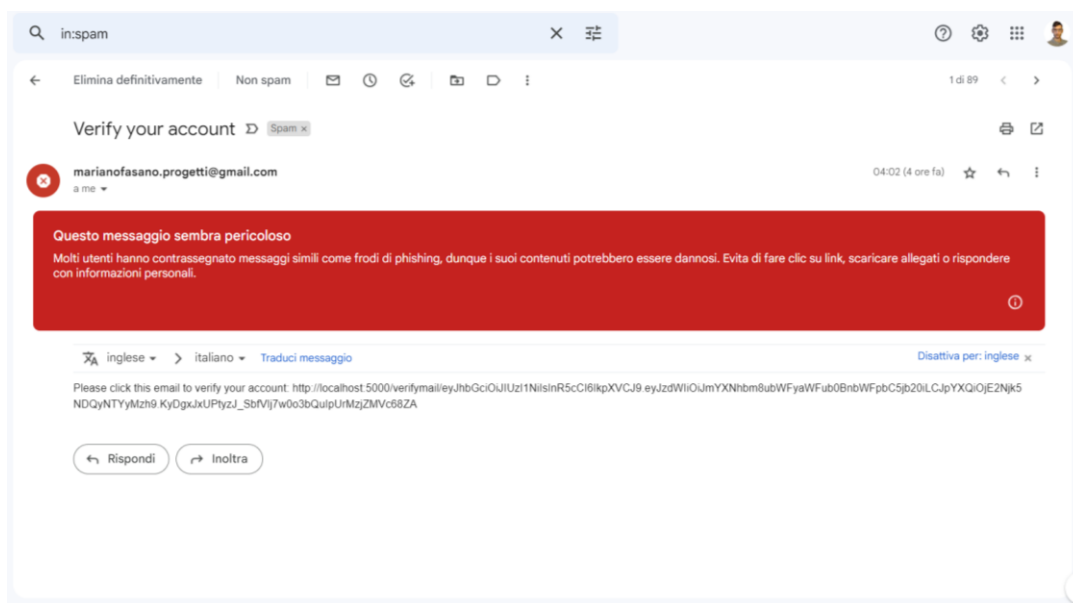 in:spam
Elimina definitivamente Non spam 1 di 89
Verify your account Spam ×
marianofasano.progetti@gmail.com 04:02 (4 ore fa)
a me
Questo messaggio sembra pericoloso
Molti utenti hanno contrassegnato messaggi simili come frodi di phishing, dunque i suoi contenuti potrebbero essere dannosi. Evita di fare clic su link, scaricare allegati o rispondere
con informazioni personali.
inglese italiano Traduci messaggio Disattiva per: inglese ×
Please click this email to verify your account: http://localhost:5000/verifymail/eyJhbGciOiJIUzI1NiIsInR5cCI6IkpXVCJ9.eyJzdWIiOiJmYXNhbm8ubWFyaWFub0BnbWFpbC5jb20iLCJpYXQiOjE2Njk5
NDQyNTYyMzh9.KyDgxJxUPtyzJ_SbfVlj7w0o3bQulpUrMzjZMVc68ZA
Rispondi Inoltra